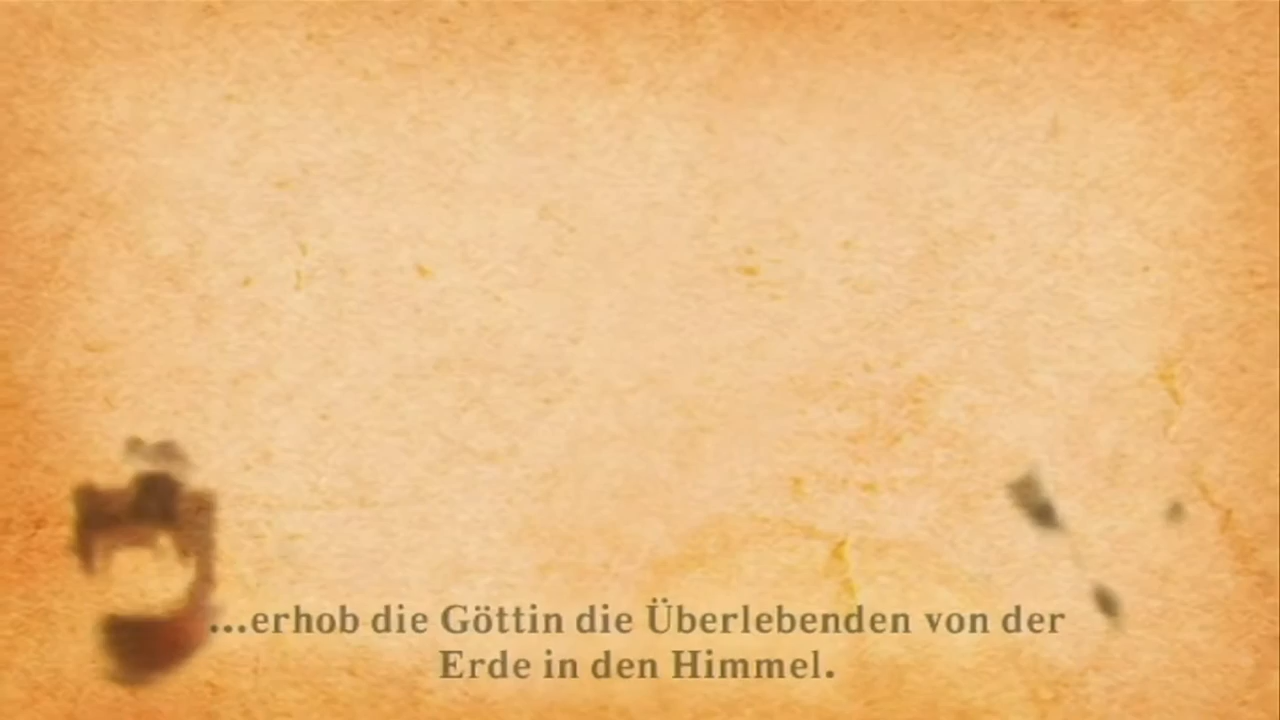 ...erhob die Göttin die Überlebenden von der
Erde in den Himmel.